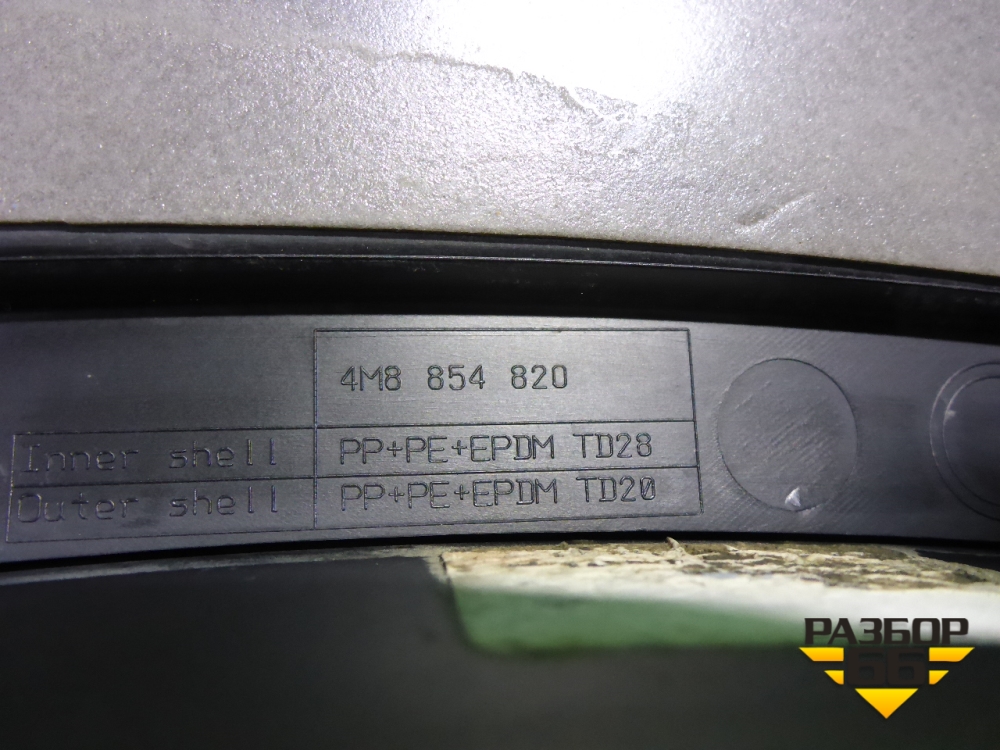 4M8 854 820
Inner shell PP+PE+EPDM TD28
Outer shell PP+PE+EPDM TD20
РАЗБОР
66